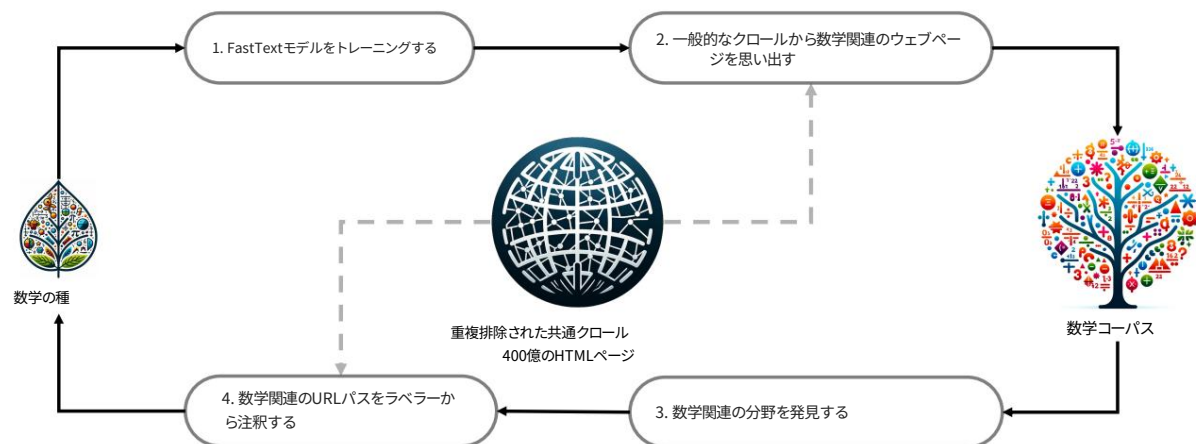 1. FastTextモデルをトレーニングする
2. 一般的なクロールから数学関連のウェブペー
ジを思い出す
数学の種
重複排除された共通クロール
400億のHTMLページ
数学コーパス
4. 数学関連のURLパスをラベラーか
ら注釈する
3. 数学関連の分野を発見する